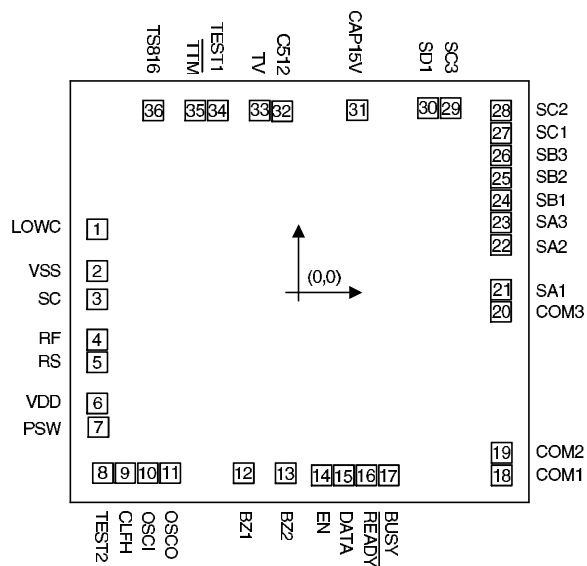 TS816
TTM
TEST1
TV
C512
CAP15V
SD1
SC3
36 35 34 33 32 31 30 29 28 SC2
27 SC1
26 SB3
25 SB2
24 SB1
LOWC 1 23 SA3
22 SA2
VSS 2 (0,0)
SC 3 21 SA1
20 COM3
RF 4
RS 5
VDD 6
PSW 7
19 COM2
8 9 10 11 12 13 14 15 16 17 18 COM1
TEST2
CLFH
OSCI
OSCO
BZ1
BZ2
EN
DATA
READY
BUSY